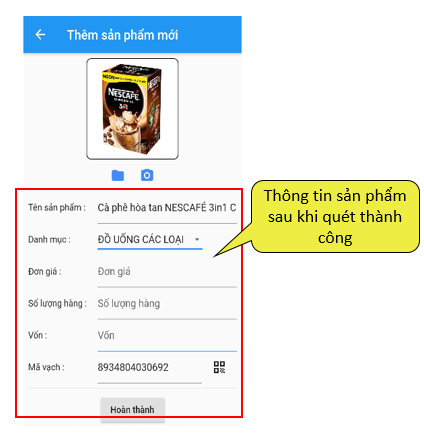 Thêm sản phẩm mới
NESCAFÉ
3in1
Tên sản phẩm :
Cà phê hòa tan NESCAFÉ 3in1 C
Danh mục :
ĐỒ UỐNG CÁC LOẠI
Đơn giá :
Đơn giá
Số lượng hàng :
Số lượng hàng
Vốn :
Vốn
Mã vạch :
8934804030692
Hoàn thành
Thông tin sản phẩm
sau khi quét thành
công